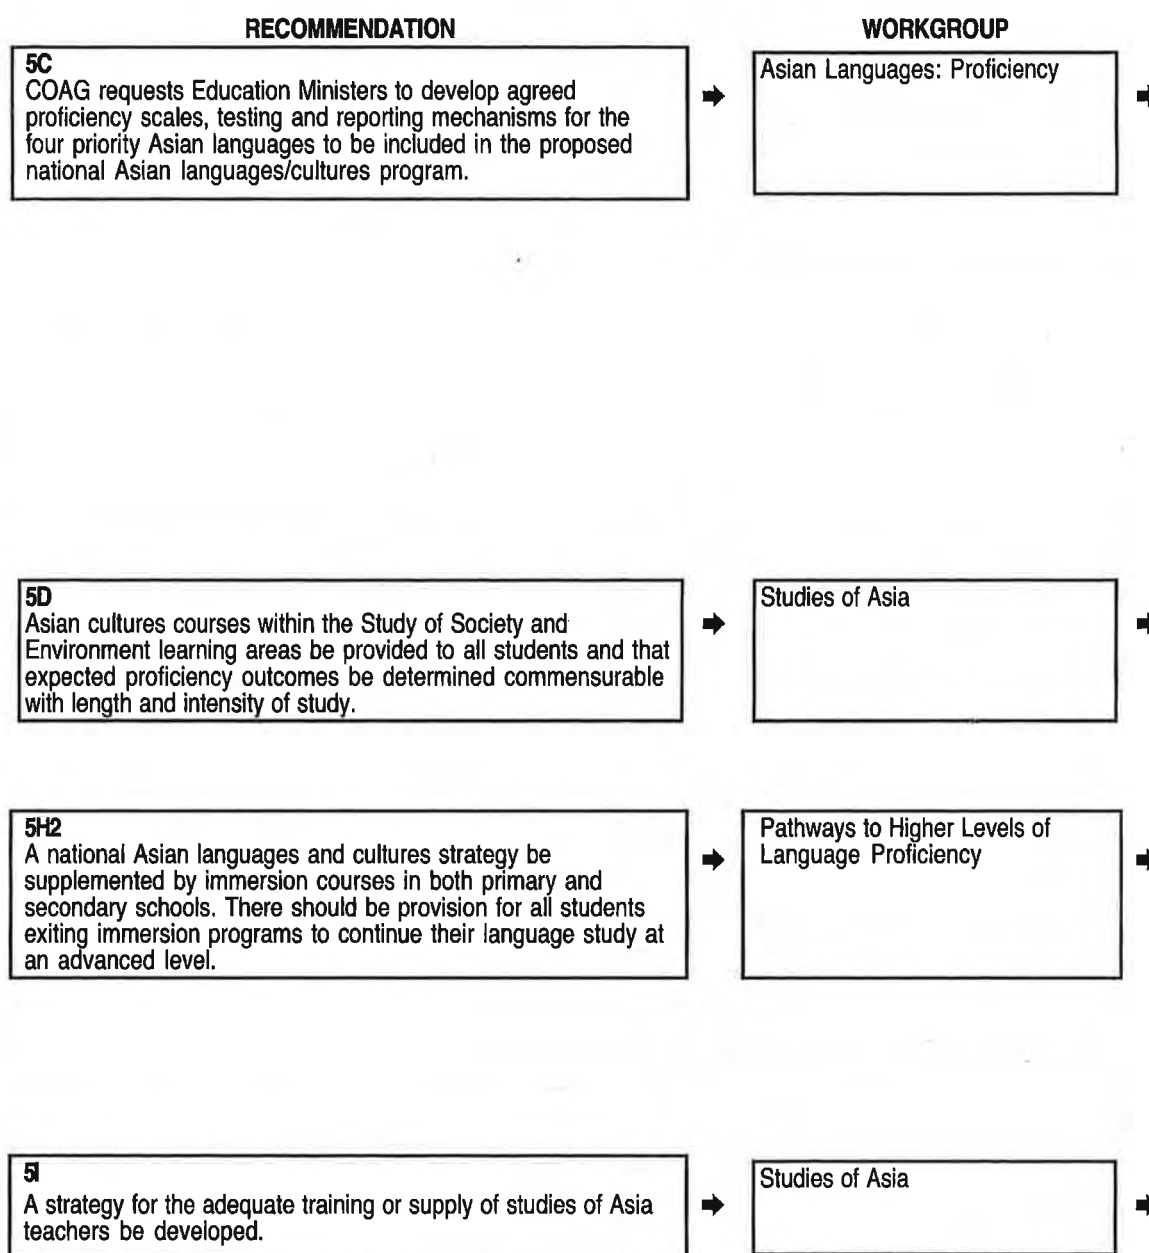 RECOMMENDATION
WORKGROUP
5C
COAG requests Education Ministers to develop agreed
proficiency scales, testing and reporting mechanisms for the
four priority Asian languages to be included in the proposed
national Asian languages/cultures program.
Asian Languages: Proficiency
5D
Asian cultures courses within the Study of Society and
Environment learning areas be provided to all students and that
expected proficiency outcomes be determined commensurable
with length and intensity of study.
Studies of Asia
5H2
A national Asian languages and cultures strategy be
supplemented by immersion courses in both primary and
secondary schools. There should be provision for all students
exiting immersion programs to continue their language study at
an advanced level.
Pathways to Higher Levels of
Language Proficiency
5I
A strategy for the adequate training or supply of studies of Asia
teachers be developed.
Studies of Asia